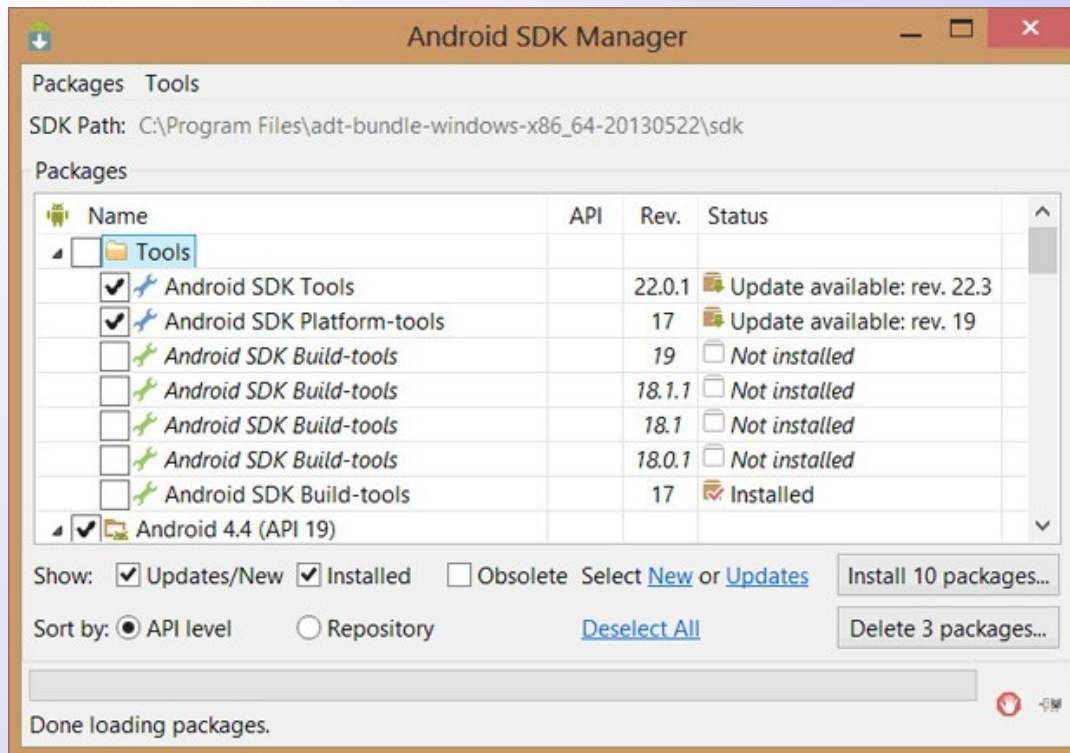 Android SDK Manager
Packages Tools
SDK Path: C:\Program Files\adt-bundle-windows-x86_64-20130522\sdk
Packages
Name API Rev. Status
Tools
Android SDK Tools 22.0.1 Update available: rev. 22.3
Android SDK Platform-tools 17 Update available: rev. 19
Android SDK Build-tools 19 Not installed
Android SDK Build-tools 18.1.1 Not installed
Android SDK Build-tools 18.1 Not installed
Android SDK Build-tools 18.0.1 Not installed
Android SDK Build-tools 17 Installed
Android 4.4 (API 19)
Show: Updates/New Installed Obsolete Select New or Updates Install 10 packages...
Sort by: API level Repository Deselect All Delete 3 packages...
Done loading packages.